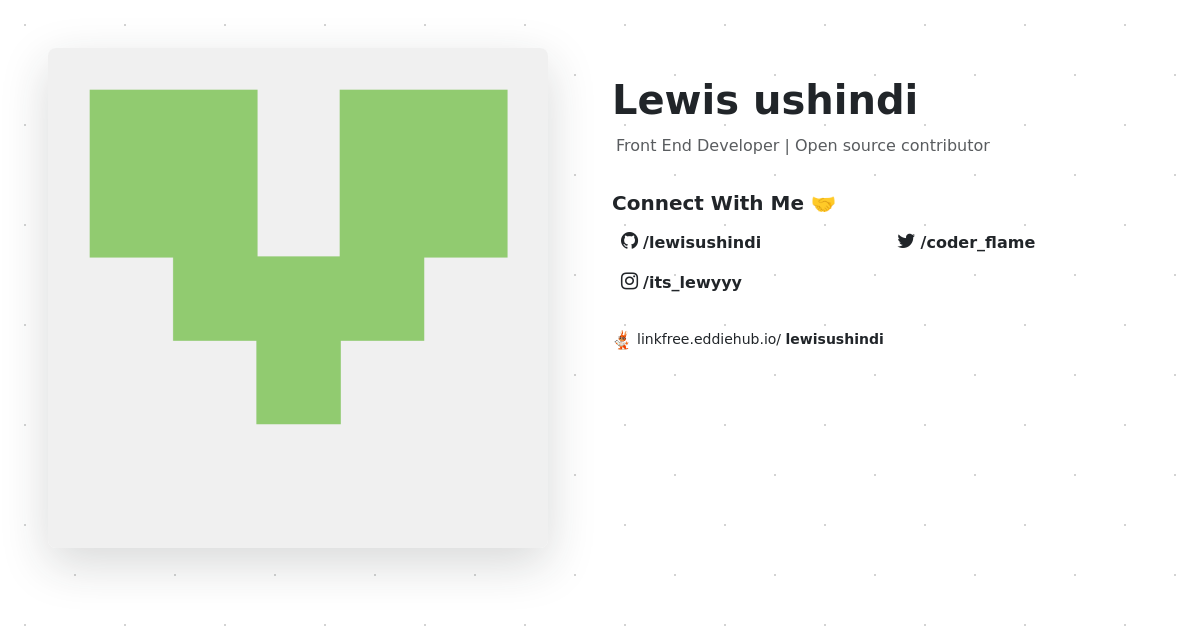 Lewis ushindi
Front End Developer | Open source contributor
Connect With Me 🤝
/lewisushindi
/coder_flame
/its_lewyyy
linkfree.eddiehub.io/ lewisushindi